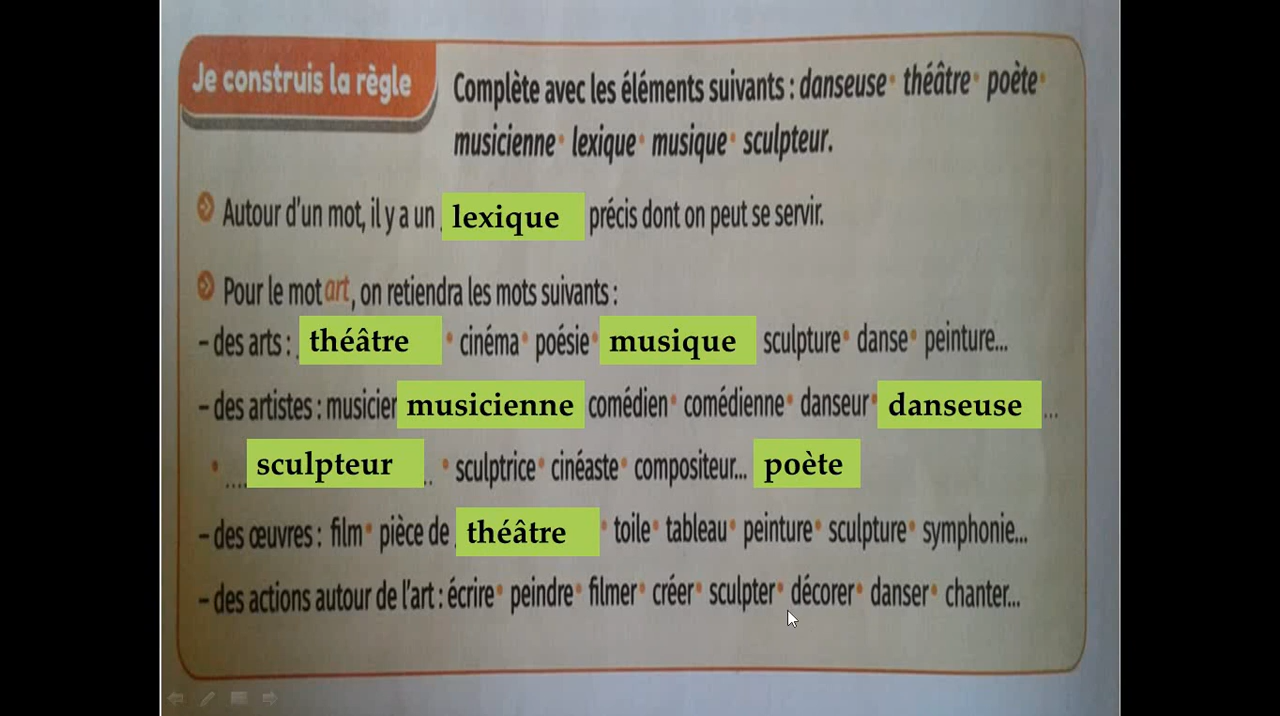 Je construis la règle
Complète avec les éléments suivants : danseuse • théâtre • poète •
musicienne • lexique • musique • sculpteur.
Autour d'un mot, il y a un lexique précis dont on peut se servir.
Pour le mot art, on retiendra les mots suivants :
– des arts : théâtre • cinéma • poésie • musique sculpture • danse • peinture...
– des artistes : musicien musicienne comédien • comédienne • danseur • danseuse ...
• .... sculpteur .. • sculptrice • cinéaste • compositeur... poète
– des œuvres : film • pièce de théâtre • toile • tableau • peinture • sculpture • symphonie...
– des actions autour de l'art : écrire • peindre • filmer • créer • sculpter • décorer • danser • chanter...